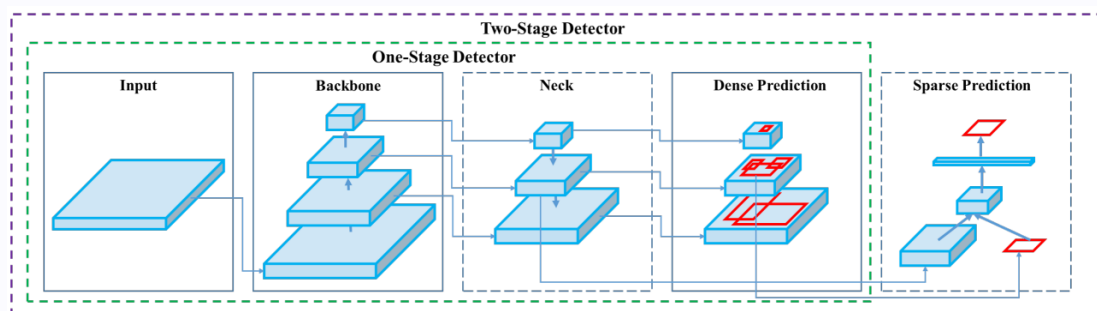 Two-Stage Detector
One-Stage Detector
Input
Backbone
Neck
Dense Prediction
Sparse Prediction